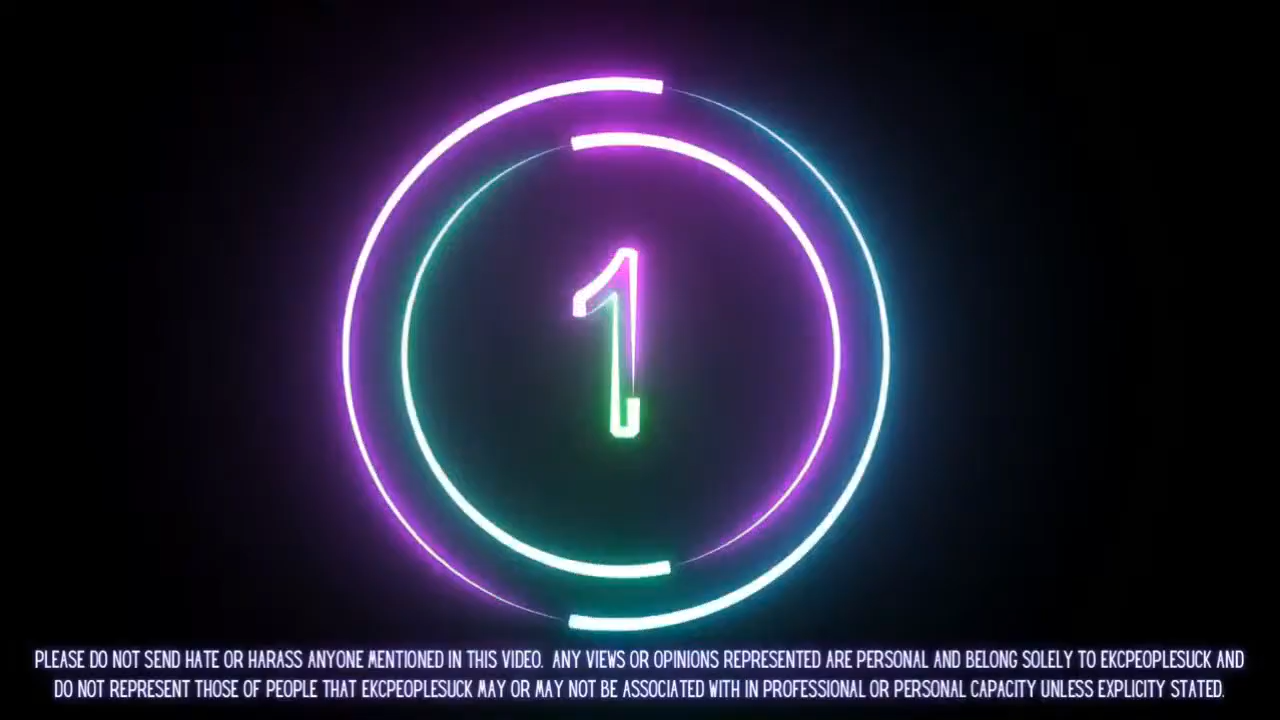 1
PLEASE DO NOT SEND HATE OR HARASS ANYONE MENTIONED IN THIS VIDEO. ANY VIEWS OR OPINIONS REPRESENTED ARE PERSONAL AND BELONG SOLELY TO EKCPEOPLESUCK AND
DO NOT REPRESENT THOSE OF PEOPLE THAT EKCPEOPLESUCK MAY OR MAY NOT BE ASSOCIATED WITH IN PROFESSIONAL OR PERSONAL CAPACITY UNLESS EXPLICITY STATED.